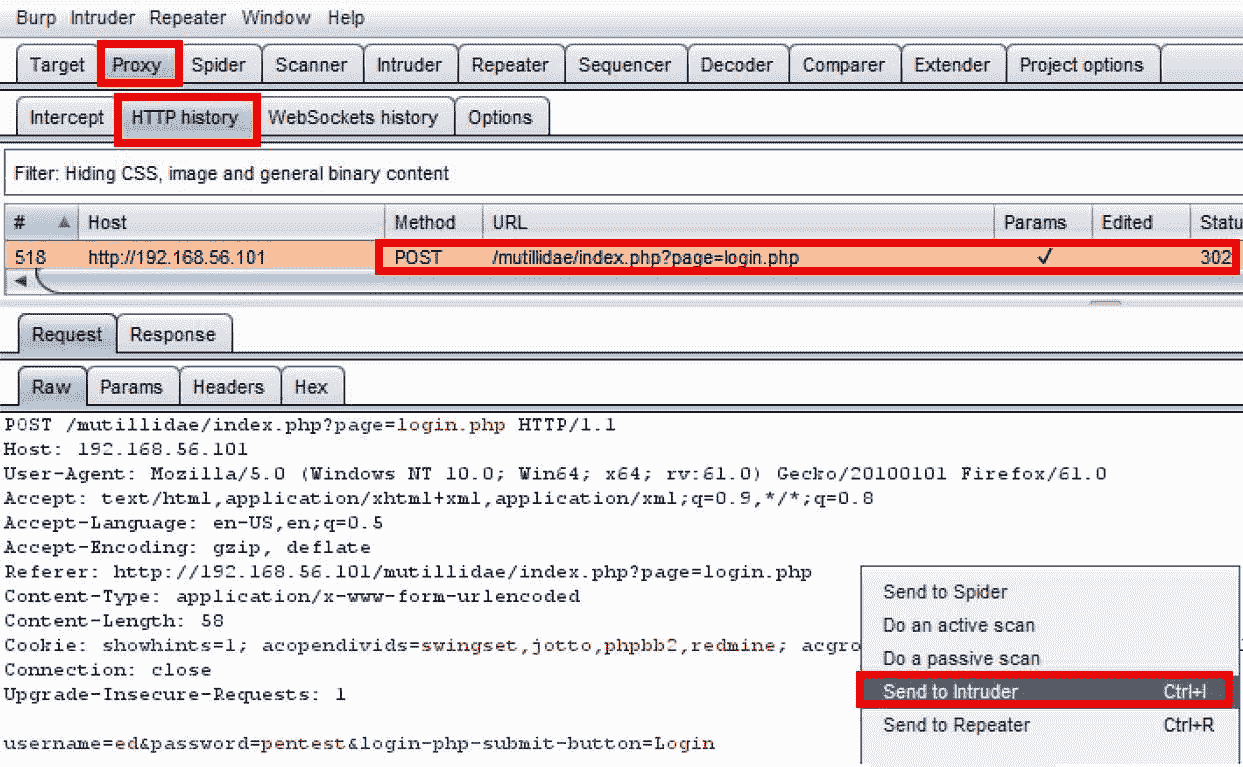 Burp Intruder Repeater Window Help
Target Proxy Spider Scanner Intruder Repeater Sequencer Decoder Comparer Extender Project options
Intercept HTTP history WebSockets history Options
Filter: Hiding CSS, image and general binary content
# Host Method URL Params Edited Statu
518 http://192.168.56.101 POST /mutillidae/index.php?page=login.php ✓ 302
Request Response
Raw Params Headers Hex
POST /mutillidae/index.php?page=login.php HTTP/1.1
Host: 192.168.56.101
User-Agent: Mozilla/5.0 (Windows NT 10.0; Win64; x64; rv:61.0) Gecko/20100101 Firefox/61.0
Accept: text/html,application/xhtml+xml,application/xml;q=0.9,*/*;q=0.8
Accept-Language: en-US,en;q=0.5
Accept-Encoding: gzip, deflate
Referer: http://192.168.56.101/mutillidae/index.php?page=login.php
Content-Type: application/x-www-form-urlencoded
Content-Length: 58
Cookie: showhints=1; acopendivids=swingset,jotto,phpbb2,redmine; acgro
Connection: close
Upgrade-Insecure-Requests: 1
username=ed&password=pentest&login-php-submit-button=Login
Send to Spider
Do an active scan
Do a passive scan
Send to Intruder Ctrl+I
Send to Repeater Ctrl+R